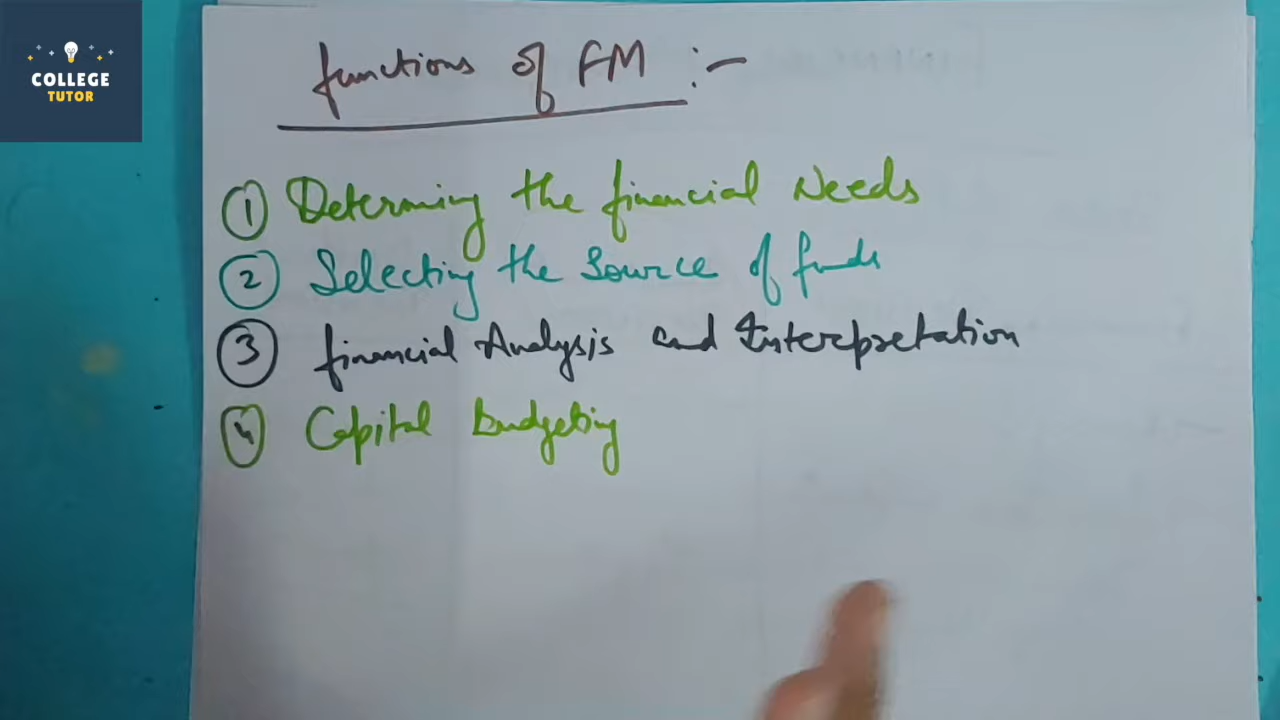 COLLEGE
TUTOR
functions of FM :-
① Determing the financial Needs
② Selecting the source of funds
③ financial Analysis and Interpretation
④ Capital Budgeting